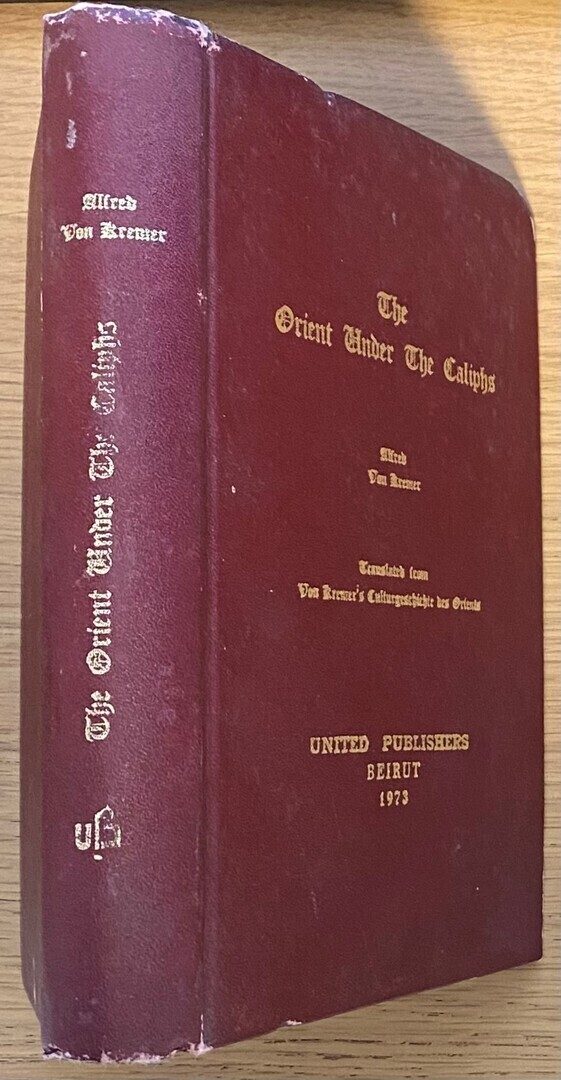 Alfred
Von Kremer
The Orient Under The Caliphs
UP
The
Orient Under The Caliphs
Alfred
Von Kremer
Translated from
Von Kremer's Culturgeschichte des Orients
UNITED PUBLISHERS
BEIRUT
1973